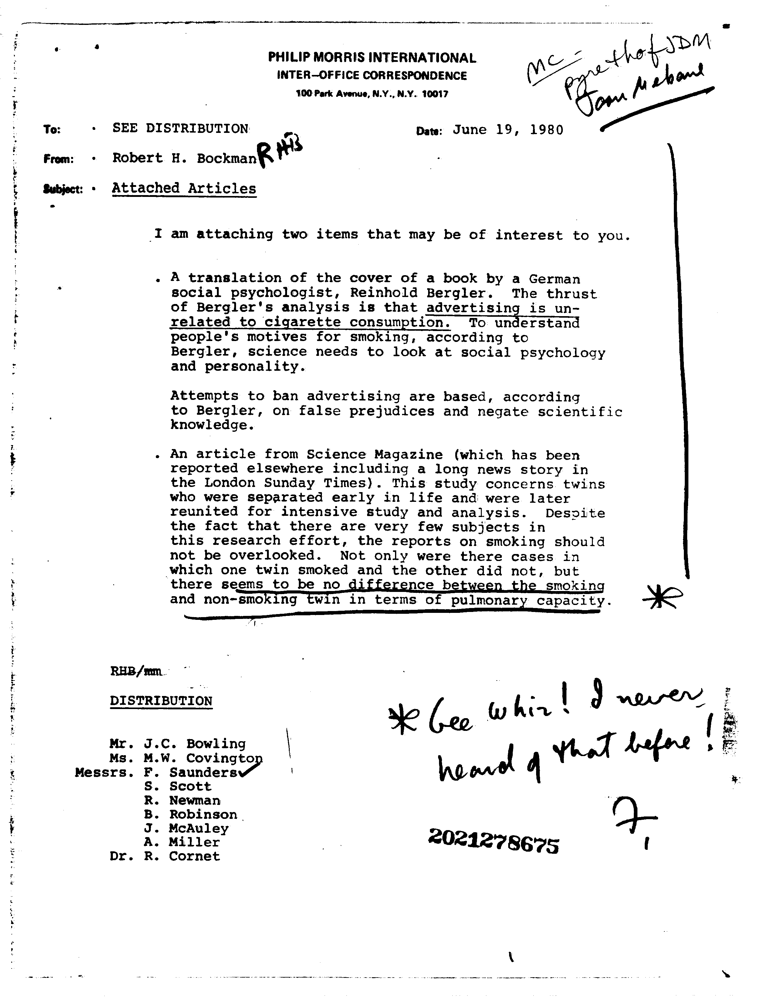 PHILIP MORRIS INTERNATIONAL
INTER-OFFICE CORRESPONDENCE
100 Park Avenue, N.Y., N.Y. 10017
MC =
JDM
To: SEE DISTRIBUTION
Date: June 19, 1980
From: Robert H. Bockman RHB
Subject: Attached Articles
I am attaching two items that may be of interest to you.
. A translation of the cover of a book by a German
social psychologist, Reinhold Bergler. The thrust
of Bergler's analysis is that advertising is un-
related to cigarette consumption. To understand
people's motives for smoking, according to
Bergler, science needs to look at social psychology
and personality.
Attempts to ban advertising are based, according
to Bergler, on false prejudices and negate scientific
knowledge.
. An article from Science Magazine (which has been
reported elsewhere including a long news story in
the London Sunday Times). This study concerns twins
who were separated early in life and were later
reunited for intensive study and analysis. Despite
the fact that there are very few subjects in
this research effort, the reports on smoking should
not be overlooked. Not only were there cases in
which one twin smoked and the other did not, but
there seems to be no difference between the smoking
and non-smoking twin in terms of pulmonary capacity.
RHB/mm
DISTRIBUTION
* Gee whiz! I never
heard of that before!
Mr. J.C. Bowling
Ms. M.W. Covington
Messrs. F. Saunders
S. Scott
R. Newman
B. Robinson
J. McAuley
A. Miller
Dr. R. Cornet
2021278675